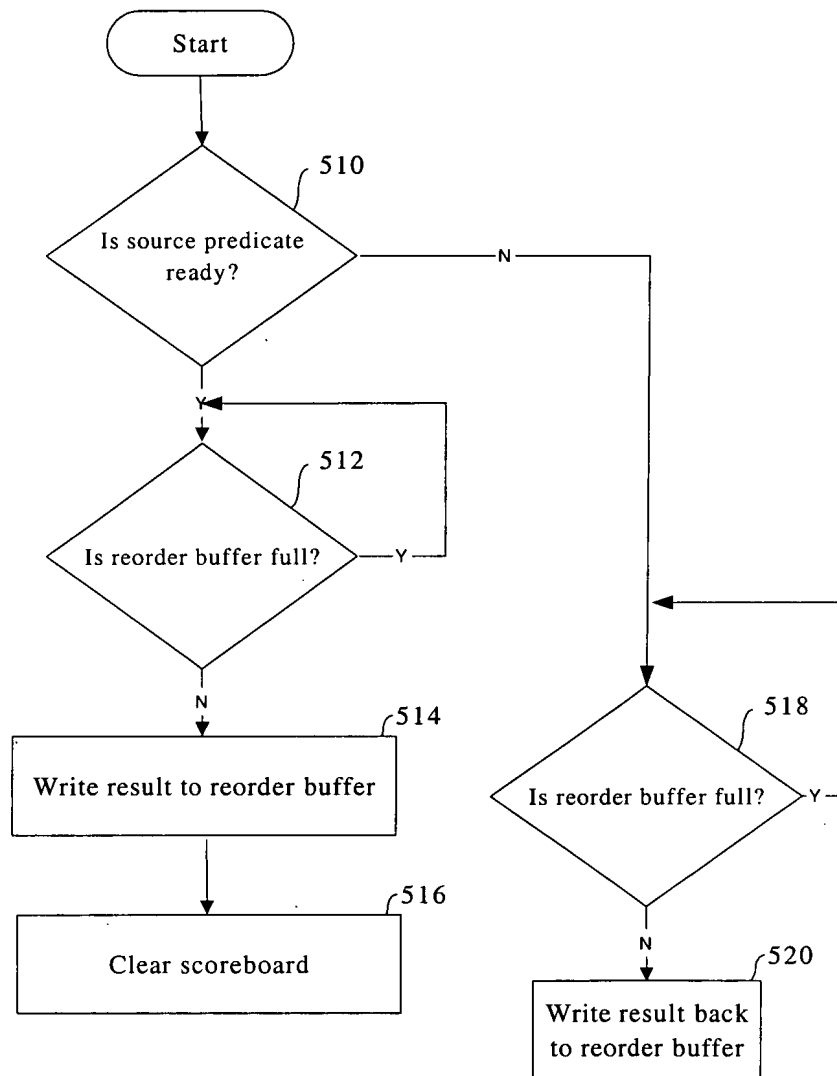 Start
510
Is source predicate
ready?
N
Y
512
Is reorder buffer full?
Y
N
514
Write result to reorder buffer
516
Clear scoreboard
518
Is reorder buffer full?
Y
N
520
Write result back
to reorder buffer